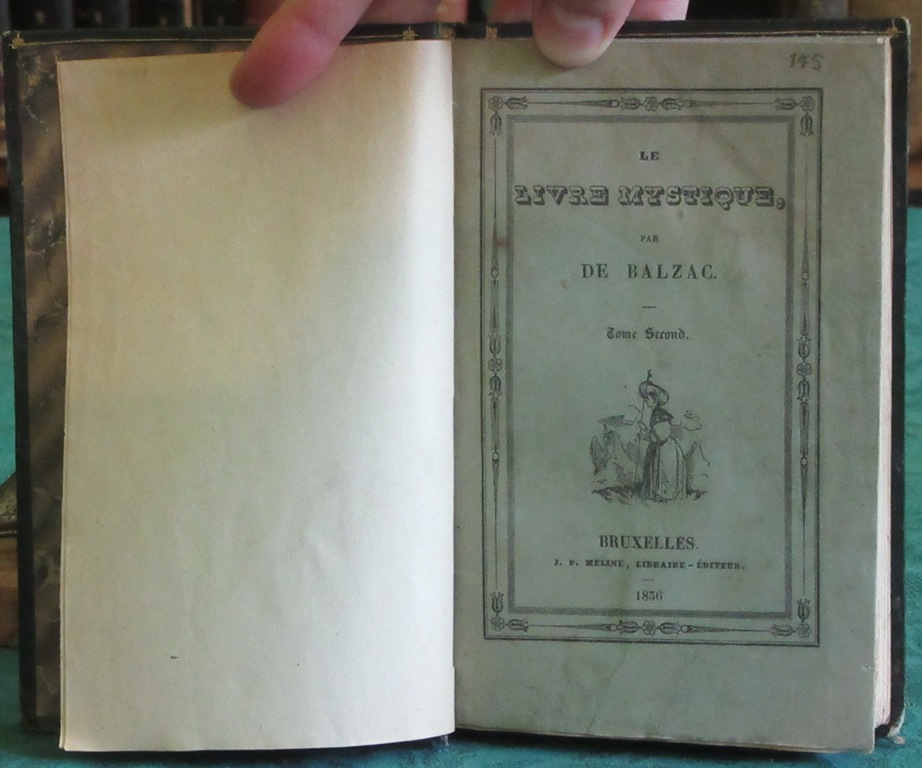 145
LE
LIVRE MYSTIQUE,
PAR
DE BALZAC.
Tome Second.
BRUXELLES.
J. P. MELINE, LIBRAIRE-ÉDITEUR.
1836